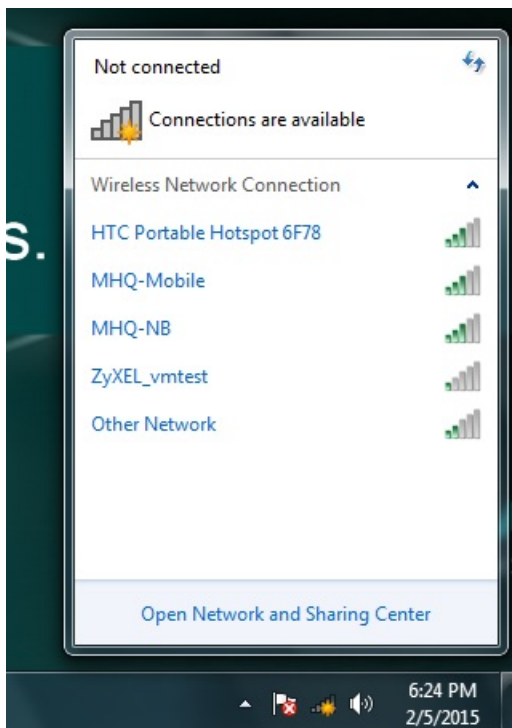 Not connected
Connections are available
Wireless Network Connection
HTC Portable Hotspot 6F78
MHQ-Mobile
MHQ-NB
ZyXEL_vmtest
Other Network
S.
Open Network and Sharing Center
6:24 PM
2/5/2015